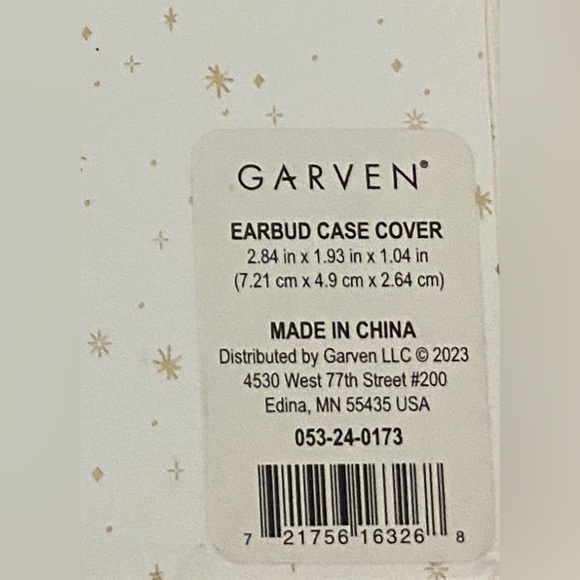 GARVEN®
EARBUD CASE COVER
2.84 in x 1.93 in x 1.04 in
(7.21 cm x 4.9 cm x 2.64 cm)
MADE IN CHINA
Distributed by Garven LLC © 2023
4530 West 77th Street #200
Edina, MN 55435 USA
053-24-0173
7 21756 16326 8